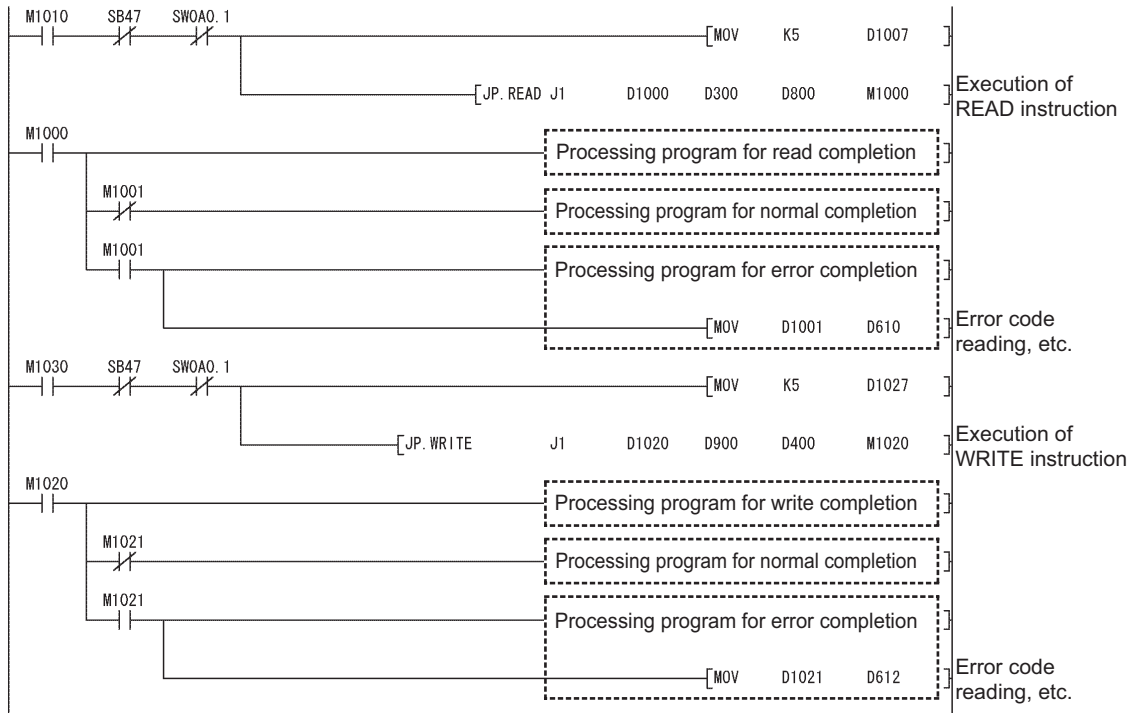 M1010 SB47 SW0A0.1
MOV K5 D1007
JP.READ J1 D1000 D300 D800 M1000
Execution of
READ instruction
M1000
Processing program for read completion
M1001
Processing program for normal completion
M1001
Processing program for error completion
MOV D1001 D610
Error code
reading, etc.
M1030 SB47 SW0A0.1
MOV K5 D1027
JP.WRITE J1 D1020 D900 D400 M1020
Execution of
WRITE instruction
M1020
Processing program for write completion
M1021
Processing program for normal completion
M1021
Processing program for error completion
MOV D1021 D612
Error code
reading, etc.